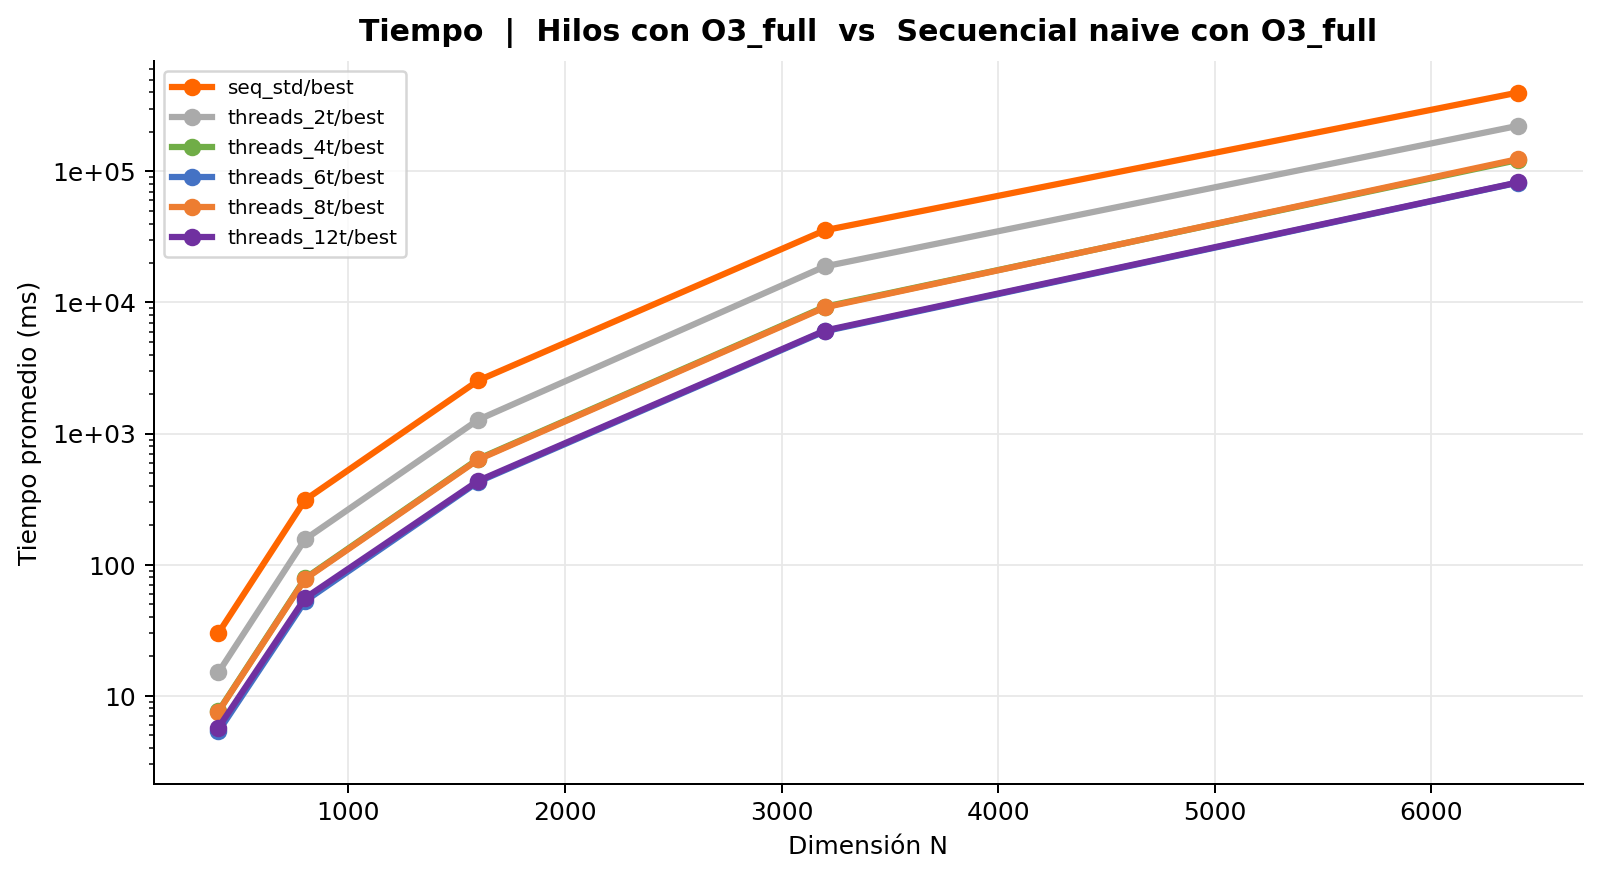 Tiempo | Hilos con O3_full vs Secuencial naive con O3_full
seq_std/best
threads_2t/best
threads_4t/best
threads_6t/best
threads_8t/best
threads_12t/best
Tiempo promedio (ms)
1e+05
1e+04
1e+03
100
10
1000 2000 3000 4000 5000 6000
Dimensión N